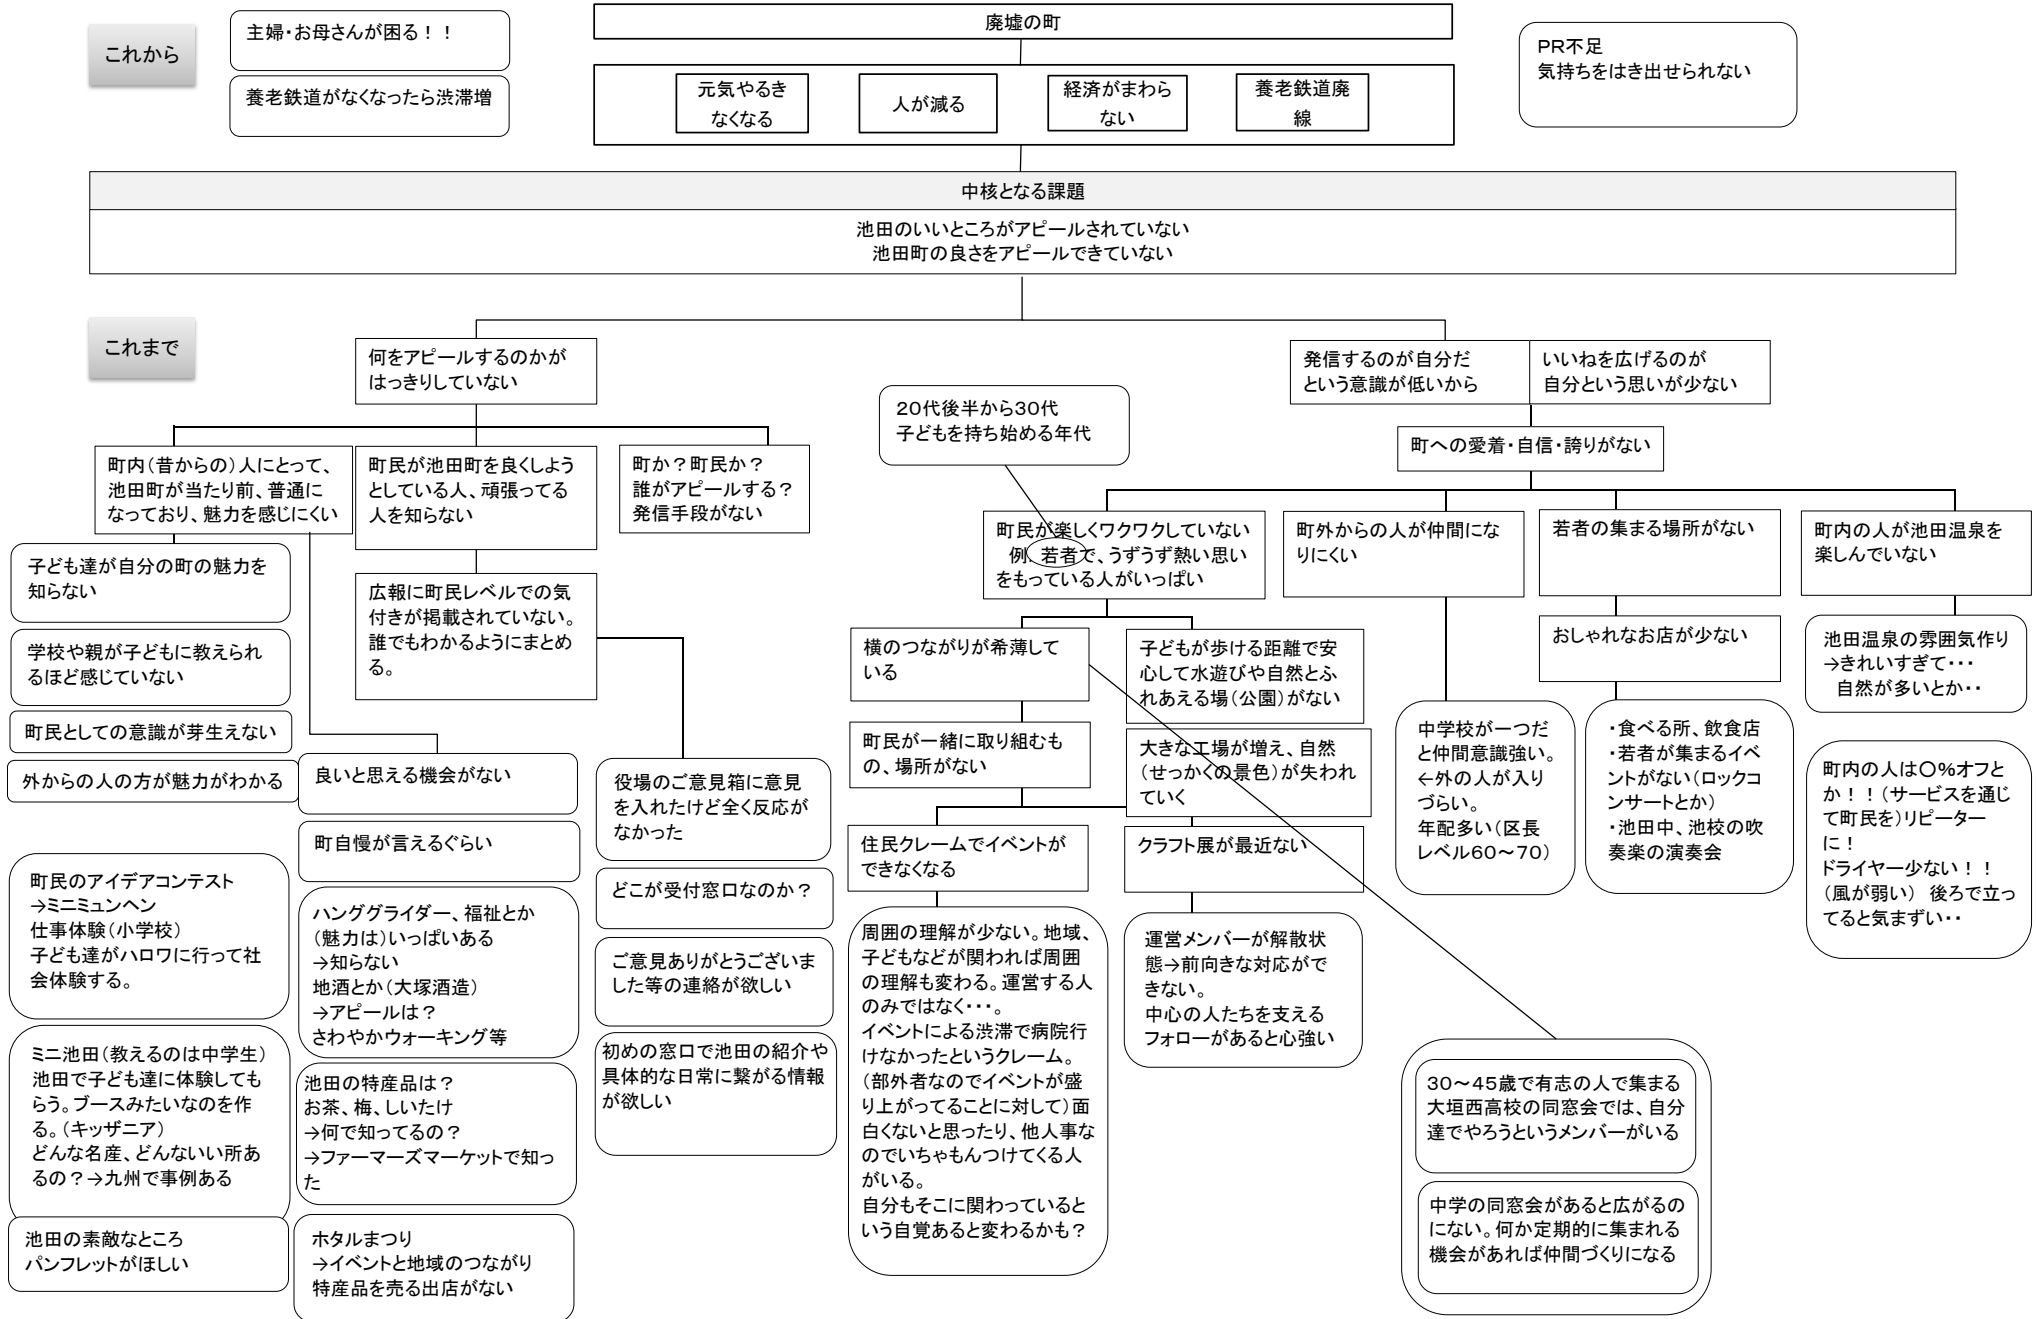 これから
主婦・お母さんが困る！！
養老鉄道がなくなったら渋滞増
廃墟の町
元気やるき
なくなる
人が減る
経済がまわら
ない
養老鉄道廃
線
PR不足
気持ちをはき出せられない
中核となる課題
池田のいいところがアピールされていない
池田町の良さをアピールできていない
これまで
何をアピールするのかが
はっきりしていない
発信するのが自分だ
という意識が低いから
いいねを広げるのが
自分という思いが少ない
20代後半から30代
子どもを持ち始める年代
町への愛着・自信・誇りがない
町内（昔からの）人にとって、
池田町が当たり前、普通に
なっており、魅力を感じにくい
町民が池田町を良くしよう
としている人、頑張ってる
人を知らない
町か？町民か？
誰がアピールする？
発信手段がない
町民が楽しくワクワクしていない
例．若者で、うずうず熱い思い
をもっている人がいっぱい
町外からの人が仲間にな
りにくい
若者の集まる場所がない
町内の人が池田温泉を
楽しんでいない
子ども達が自分の町の魅力を
知らない
学校や親が子どもに教えられ
るほど感じていない
町民としての意識が芽生えない
外からの人の方が魅力がわかる
広報に町民レベルでの気
付きが掲載されていない。
誰でもわかるようにまとめ
る。
横のつながりが希薄して
いる
子どもが歩ける距離で安
心して水遊びや自然とふ
れあえる場（公園）がない
おしゃれなお店が少ない
池田温泉の雰囲気作り
→きれいすぎて・・・
自然が多いとか・・
町民が一緒に取り組むも
の、場所がない
大きな工場が増え、自然
（せっかくの景色）が失われ
ていく
中学校が一つだ
と仲間意識強い。
←外の人が入り
づらい。
年配多い（区長
レベル60～70）
・食べる所、飲食店
・若者が集まるイベ
ントがない（ロックコ
ンサートとか）
・池田中、池校の吹
奏楽の演奏会
町内の人は〇％オフと
か！！（サービスを通じ
て町民を）リピーター
に！
ドライヤー少ない！！
（風が弱い） 後ろで立っ
てると気まずい・・
良いと思える機会がない
町自慢が言えるぐらい
役場のご意見箱に意見
を入れたけど全く反応が
なかった
どこが受付窓口なのか？
ご意見ありがとうございま
した等の連絡が欲しい
初めの窓口で池田の紹介や
具体的な日常に繋がる情報
が欲しい
住民クレームでイベントが
できなくなる
クラフト展が最近ない
町民のアイデアコンテスト
→ミニミュンヘン
仕事体験（小学校）
子ども達がハロワに行って社
会体験する。
ハンググライダー、福祉とか
（魅力は）いっぱいある
→知らない
地酒とか（大塚酒造）
→アピールは？
さわやかウォーキング等
周囲の理解が少ない。地域、
子どもなどが関われば周囲
の理解も変わる。運営する人
のみではなく・・・。
イベントによる渋滞で病院行
けなかったというクレーム。
（部外者なのでイベントが盛
り上がってることに対して）面
白くないと思ったり、他人事な
のでいちゃもんつけてくる人
がいる。
自分もそこに関わっていると
いう自覚あると変わるかも？
運営メンバーが解散状
態→前向きな対応がで
きない。
中心の人たちを支える
フォローがあると心強い
ミニ池田（教えるのは中学生）
池田で子ども達に体験しても
らう。ブースみたいなのを作
る。（キッザニア）
どんな名産、どんないい所あ
るの？→九州で事例ある
池田の特産品は？
お茶、梅、しいたけ
→何で知ってるの？
→ファーマーズマーケットで知っ
た
30～45歳で有志の人で集まる
大垣西高校の同窓会では、自分
達でやろうというメンバーがいる
中学の同窓会があると広がるの
にない。何か定期的に集まれる
機会があれば仲間づくりになる
池田の素敵なところ
パンフレットがほしい
ホタルまつり
→イベントと地域のつながり
特産品を売る出店がない